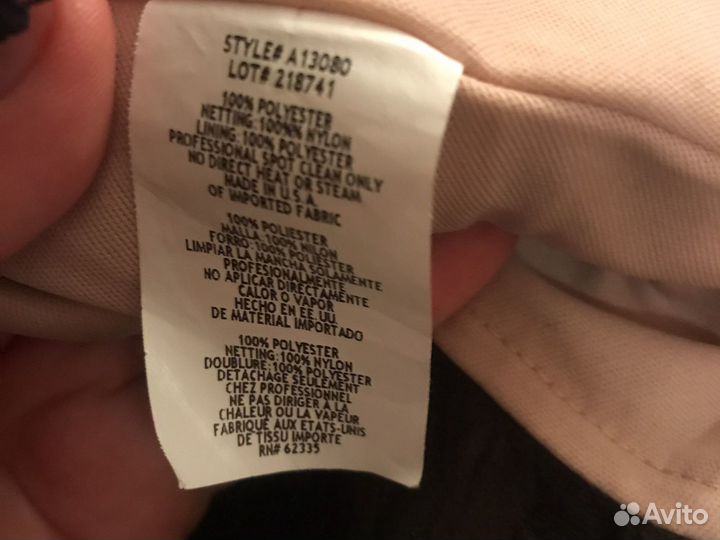 STYLE# A13080
LOT# 218741
100% POLYESTER
NETTING:100%% NYLON
LINING: 100% POLYESTER
PROFESSIONAL SPOT CLEAN ONLY
NO DIRECT HEAT OR STEAM
MADE IN U.S.A.
OF IMPORTED FABRIC
100% POLIESTER
MALLA:100% NILON
FORRO:100% POLIESTER
LIMPIAR LA MANCHA SOLAMENTE
PROFESIONALMENTE
NO APLICAR DIRECTAMENTE
CALOR O VAPOR
HECHO EN EE.UU.
DE MATERIAL IMPORTADO
100% POLYESTER
NETTING:100% NYLON
DOUBLURE:100% POLYESTER
DETACHAGE SEULEMENT
CHEZ PROFESSIONNEL
NE PAS DIRIGER À LA
CHALEUR OU LA VAPEUR
FABRIQUÉ AUX ETATS-UNIS
DE TISSU IMPORTE
RN# 62335
Avito